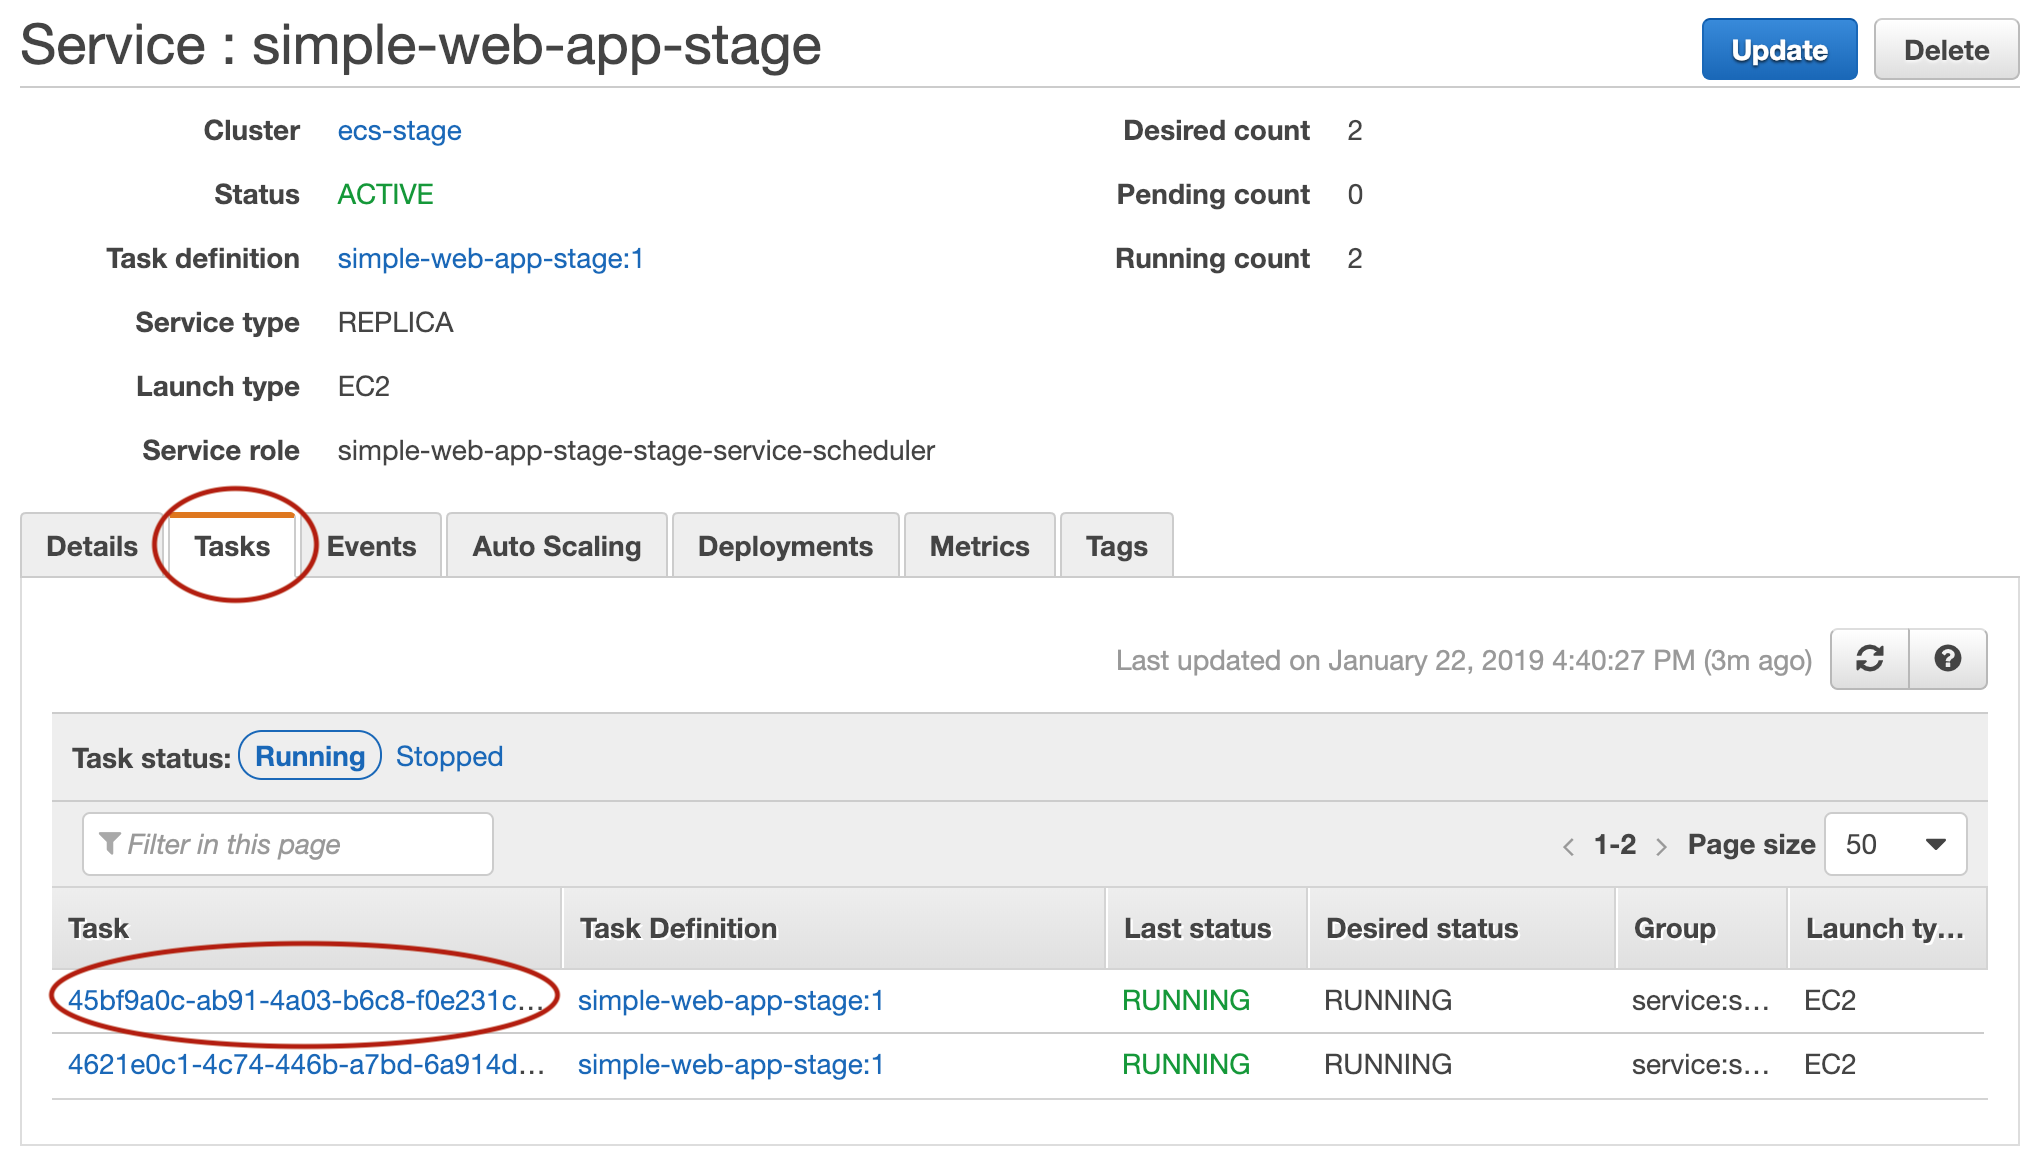 Service : simple-web-app-stage
Update
Delete
Cluster ecs-stage
Desired count 2
Status ACTIVE
Pending count 0
Task definition simple-web-app-stage:1
Running count 2
Service type REPLICA
Launch type EC2
Service role simple-web-app-stage-stage-service-scheduler
Details Tasks Events Auto Scaling Deployments Metrics Tags
Last updated on January 22, 2019 4:40:27 PM (3m ago)
Task status: Running Stopped
Filter in this page
< 1-2 > Page size 50
Task Task Definition Last status Desired status Group Launch ty...
45bf9a0c-ab91-4a03-b6c8-f0e231c... simple-web-app-stage:1 RUNNING RUNNING service:s... EC2
4621e0c1-4c74-446b-a7bd-6a914d... simple-web-app-stage:1 RUNNING RUNNING service:s... EC2